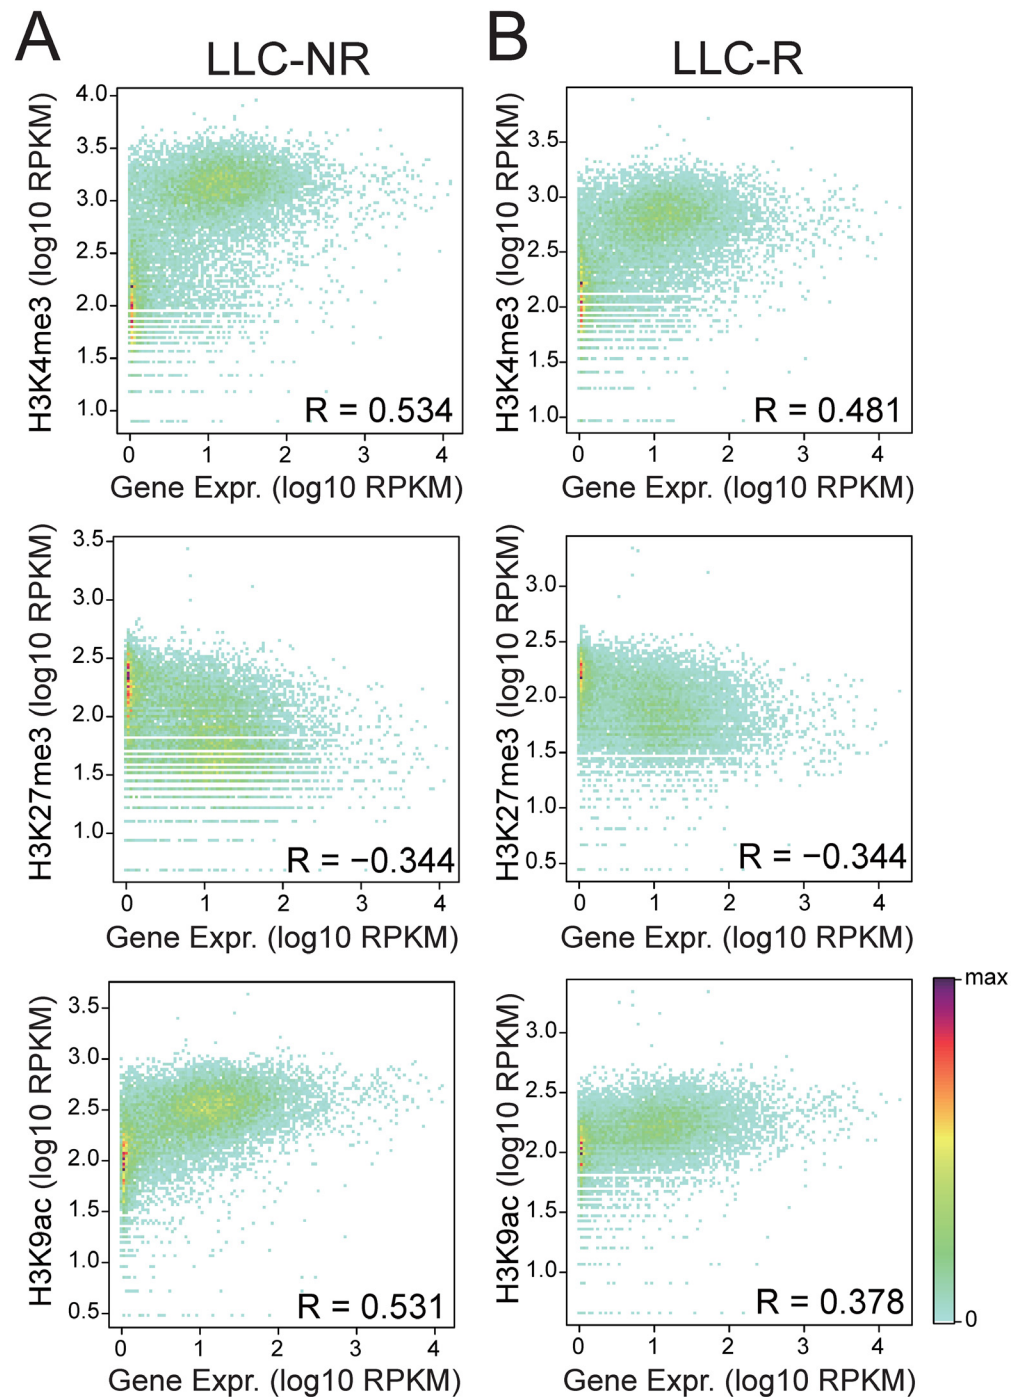 A
LLC-NR
H3K4me3 (log10 RPKM)
4.0
3.5
3.0
2.5
2.0
1.5
1.0
R = 0.534
0 1 2 3 4
Gene Expr. (log10 RPKM)
H3K27me3 (log10 RPKM)
3.5
3.0
2.5
2.0
1.5
1.0
R = −0.344
0 1 2 3 4
Gene Expr. (log10 RPKM)
H3K9ac (log10 RPKM)
3.5
3.0
2.5
2.0
1.5
1.0
0.5
R = 0.531
0 1 2 3 4
Gene Expr. (log10 RPKM)
B
LLC-R
H3K4me3 (log10 RPKM)
3.5
3.0
2.5
2.0
1.5
1.0
R = 0.481
0 1 2 3 4
Gene Expr. (log10 RPKM)
H3K27me3 (log10 RPKM)
3.0
2.5
2.0
1.5
1.0
0.5
R = −0.344
0 1 2 3 4
Gene Expr. (log10 RPKM)
H3K9ac (log10 RPKM)
3.0
2.5
2.0
1.5
1.0
R = 0.378
0 1 2 3 4
Gene Expr. (log10 RPKM)
max
0